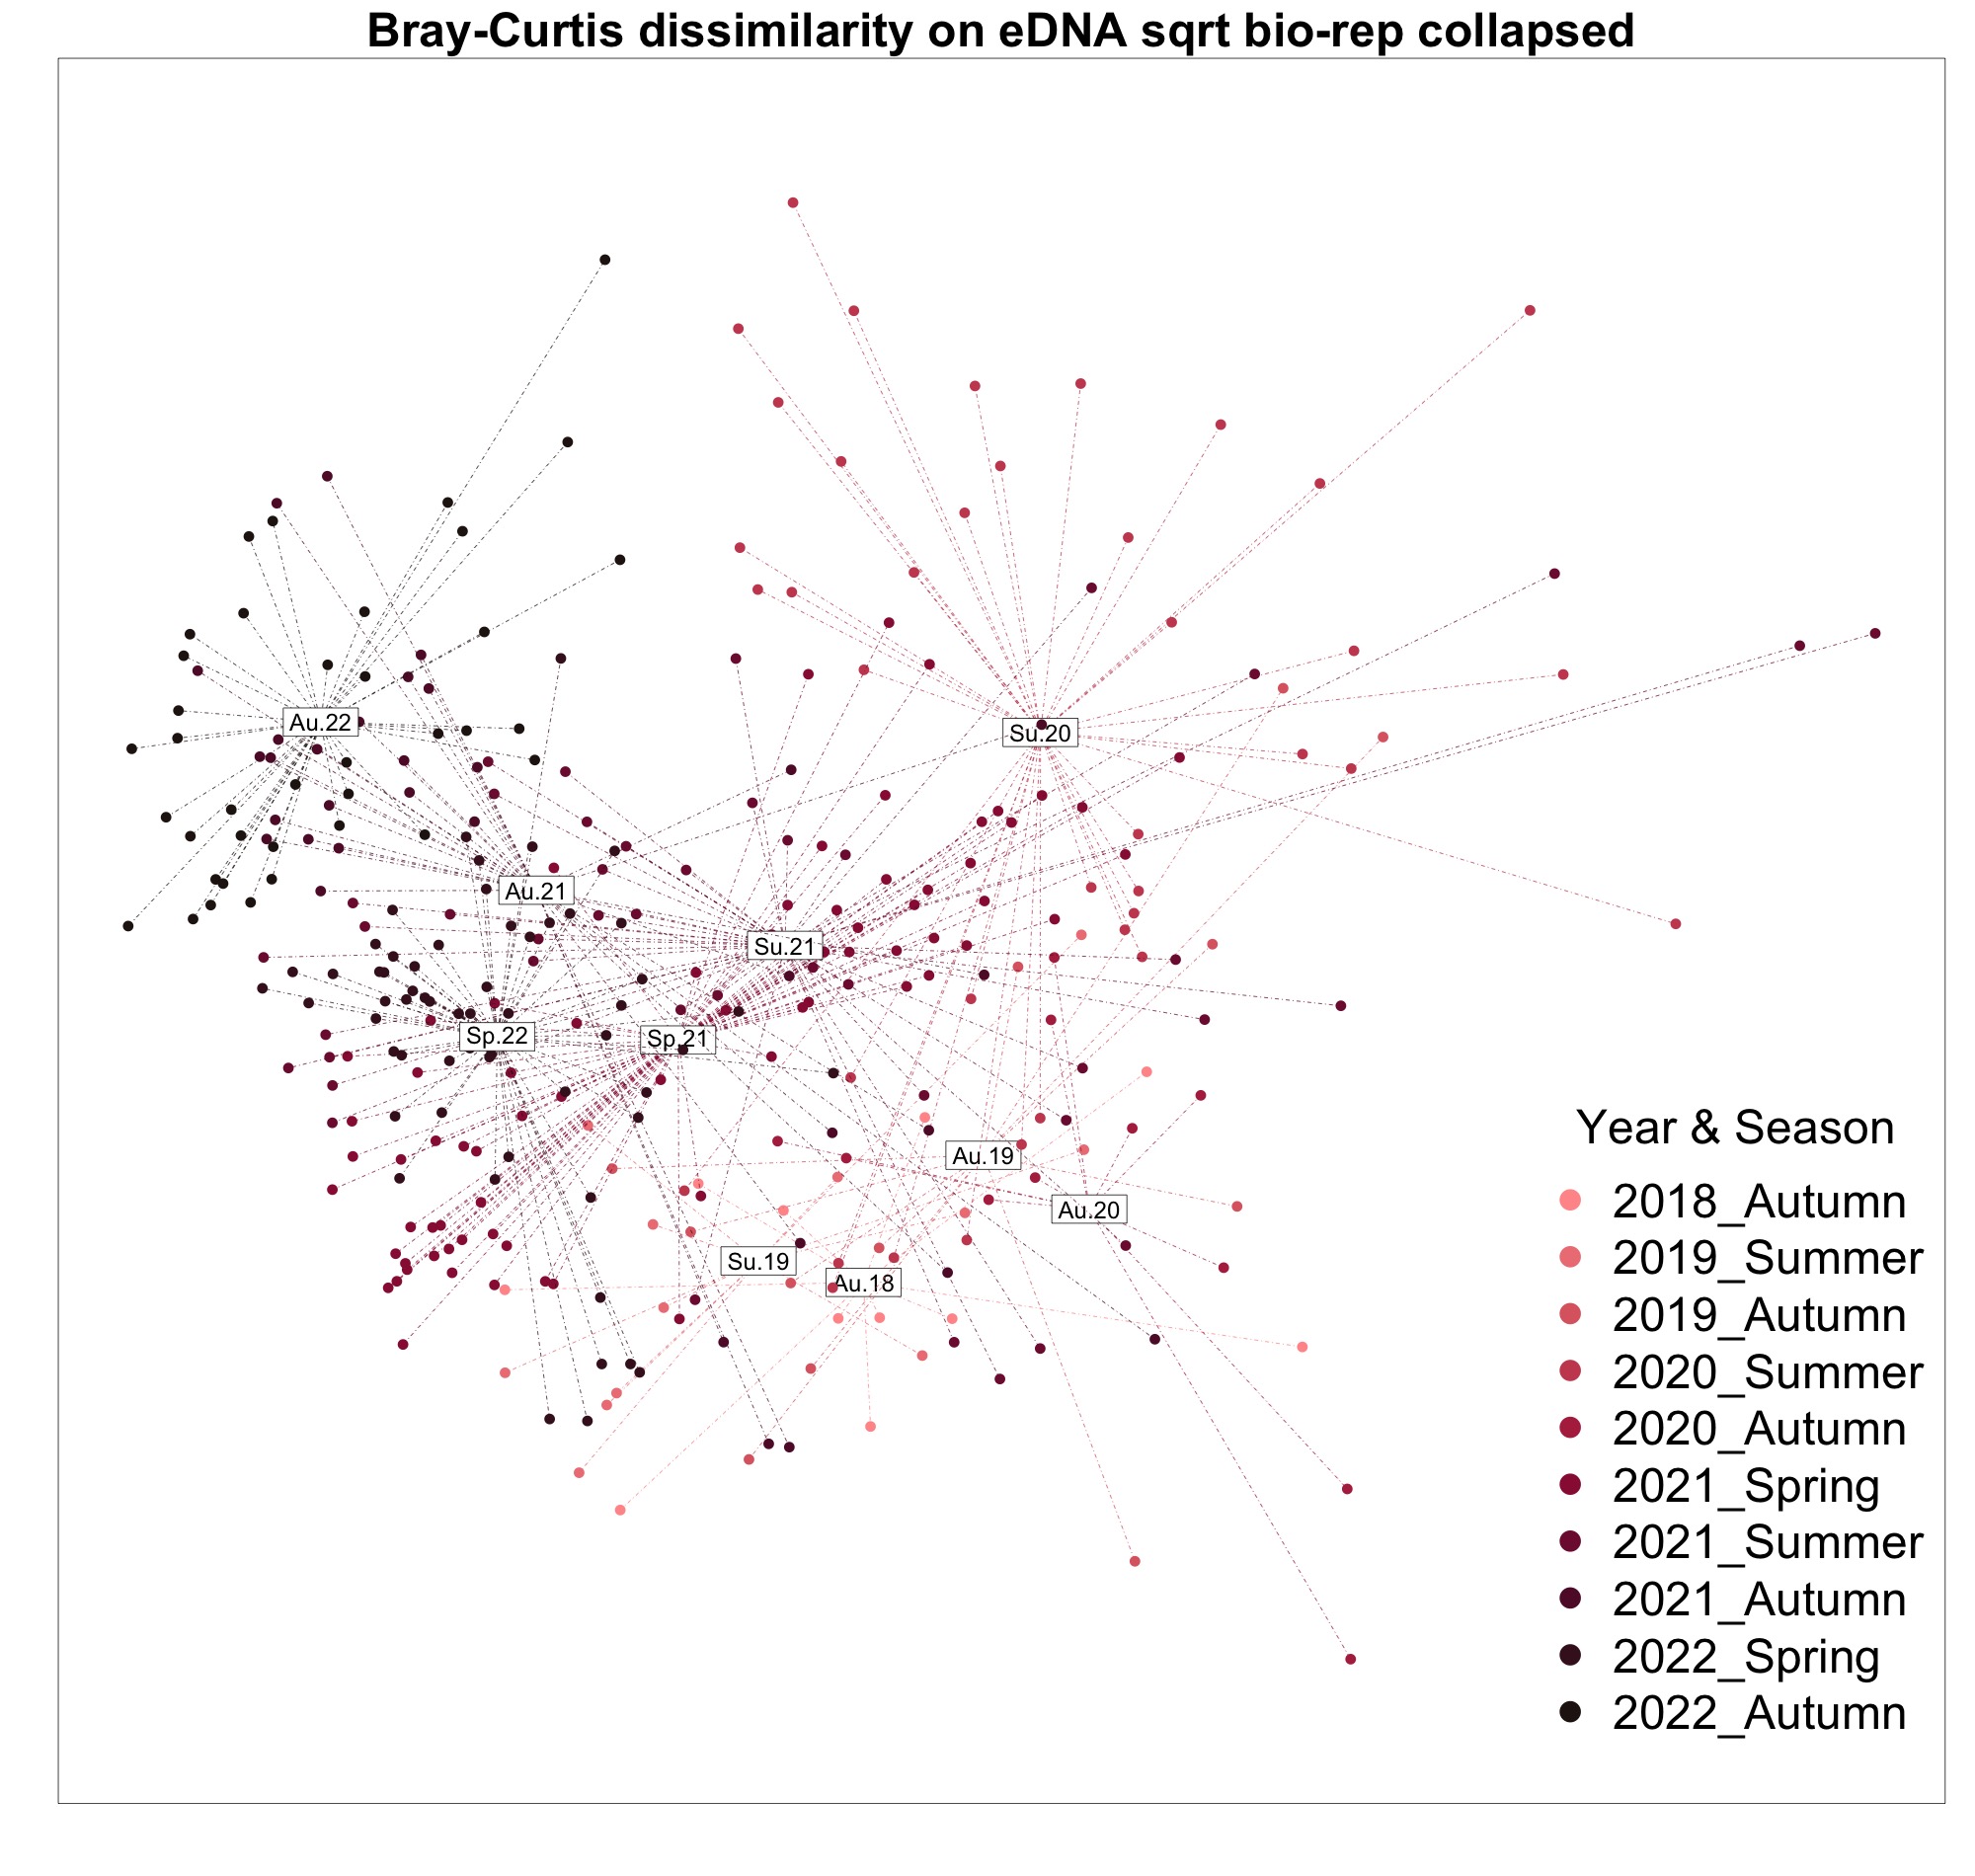 Bray-Curtis dissimilarity on eDNA sqrt bio-rep collapsed
Au.22
Su.20
Au.21
Su.21
Sp.22
Sp.21
Au.19
Au.20
Su.19
Au.18
Year & Season
2018_Autumn
2019_Summer
2019_Autumn
2020_Summer
2020_Autumn
2021_Spring
2021_Summer
2021_Autumn
2022_Spring
2022_Autumn